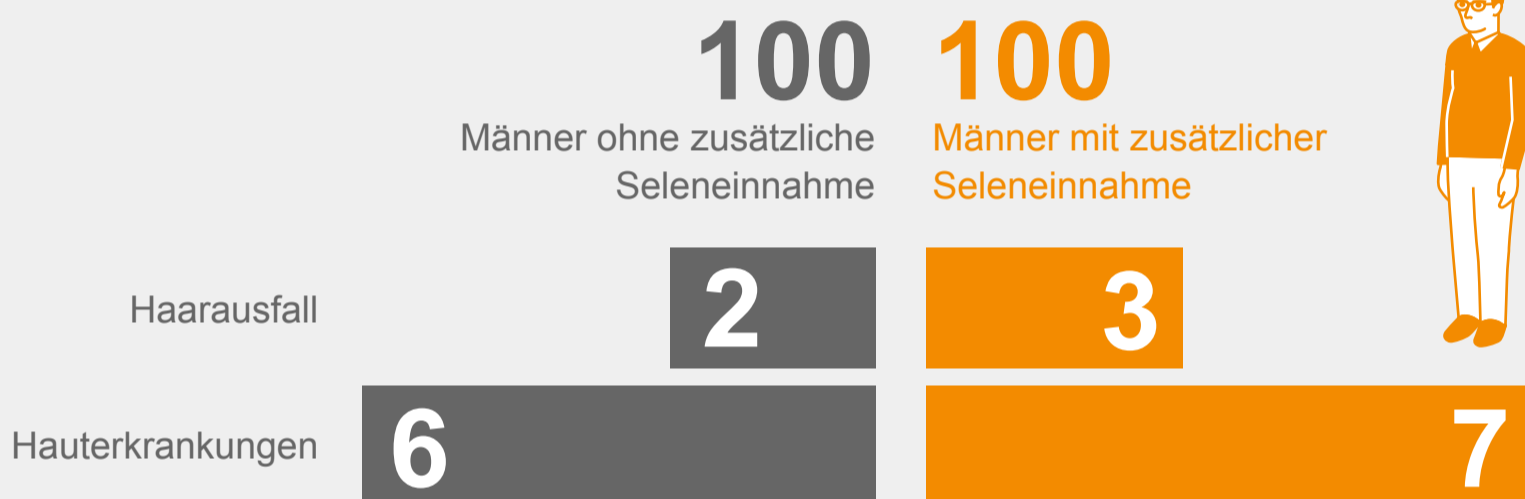 100 100
Männer ohne zusätzliche
Seleneinnahme
Männer mit zusätzlicher
Seleneinnahme
Haarausfall 2 3
Hauterkrankungen 6 7